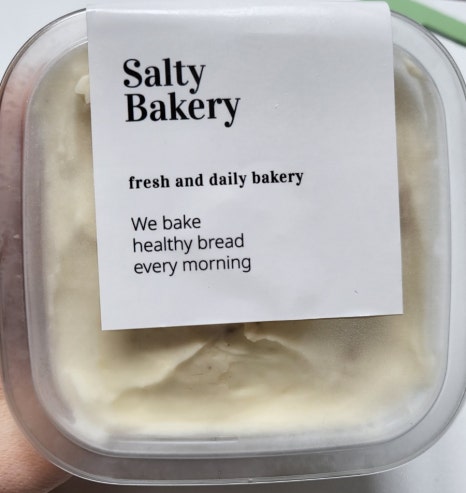 Salty
Bakery
fresh and daily bakery
We bake
healthy bread
every morning